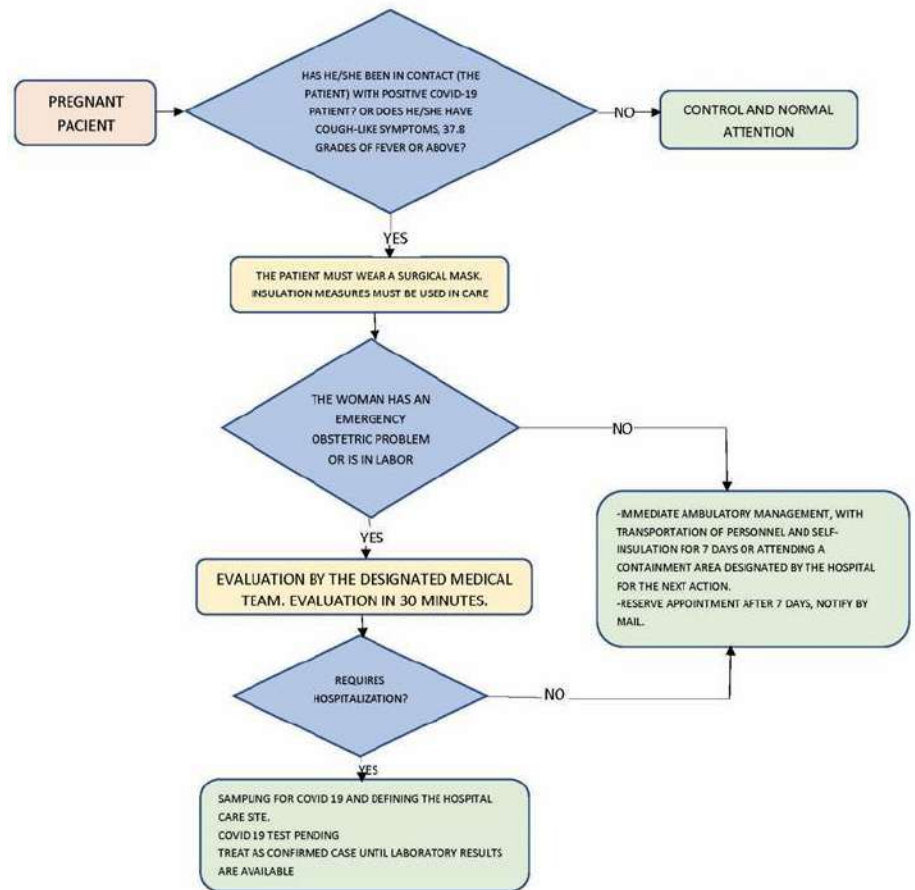 PREGNANT
PACIENT
HAS HE/SHE BEEN IN CONTACT (THE
PATIENT) WITH POSITIVE COVID-19
PATIENT? OR DOES HE/SHE HAVE
COUGH-LIKE SYMPTOMS, 37.8
GRADES OF FEVER OR ABOVE?
NO
CONTROL AND NORMAL
ATTENTION
YES
THE PATIENT MUST WEAR A SURGICAL MASK.
INSULATION MEASURES MUST BE USED IN CARE
THE WOMAN HAS AN
EMERGENCY
OBSTETRIC PROBLEM
OR IS IN LABOR
NO
-IMMEDIATE AMBULATORY MANAGEMENT, WITH
TRANSPORTATION OF PERSONNEL AND SELF-
INSULATION FOR 7 DAYS OR ATTENDING A
CONTAINMENT AREA DESIGNATED BY THE HOSPITAL
FOR THE NEXT ACTION.
-RESERVE APPOINTMENT AFTER 7 DAYS, NOTIFY BY
MAIL.
YES
EVALUATION BY THE DESIGNATED MEDICAL
TEAM. EVALUATION IN 30 MINUTES.
REQUIRES
HOSPITALIZATION?
NO
YES
SAMPLING FOR COVID 19 AND DEFINING THE HOSPITAL
CARE STE.
COVID 19 TEST PENDING
TREAT AS CONFIRMED CASE UNTIL LABORATORY RESULTS
ARE AVAILABLE